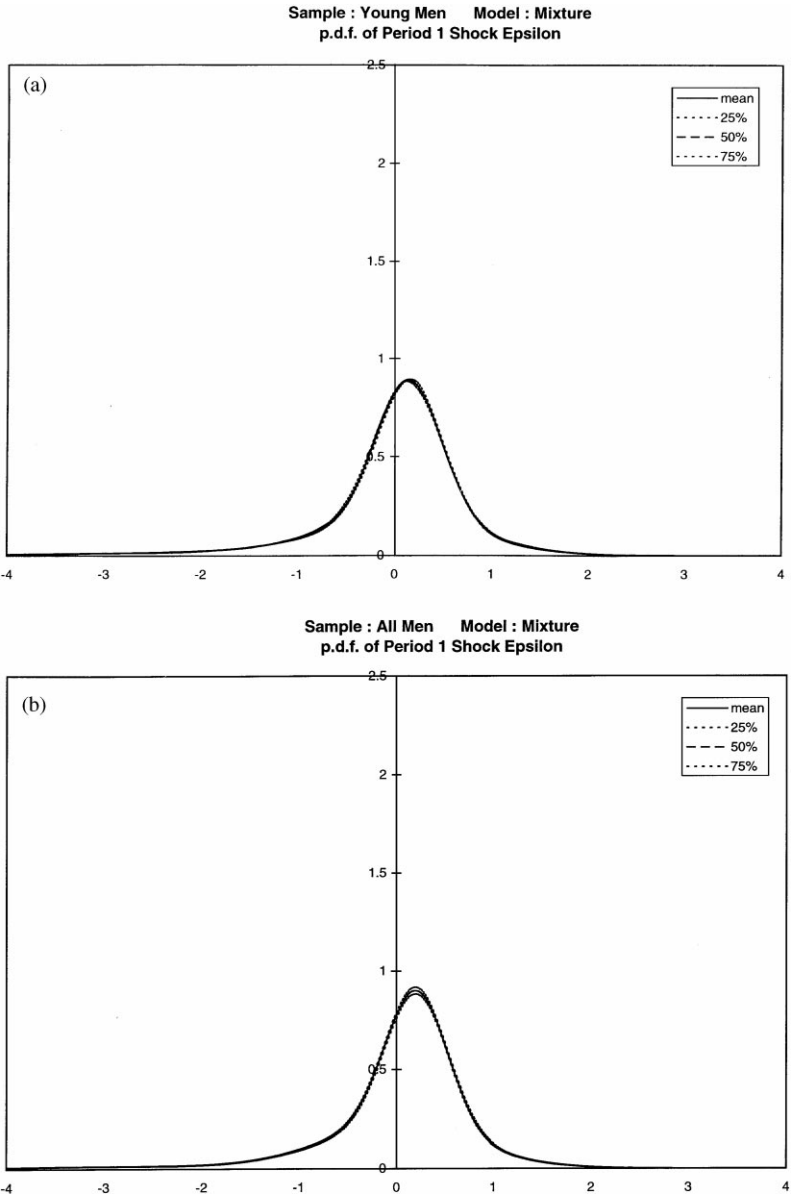 Sample : Young Men Model : Mixture
p.d.f. of Period 1 Shock Epsilon
(a)
2.5
mean
25%
50%
75%
2
1.5
1
0.5
0
-4 -3 -2 -1 0 1 2 3 4
Sample : All Men Model : Mixture
p.d.f. of Period 1 Shock Epsilon
(b)
2.5
mean
25%
50%
75%
2
1.5
1
0.5
0
-4 -3 -2 -1 0 1 2 3 4